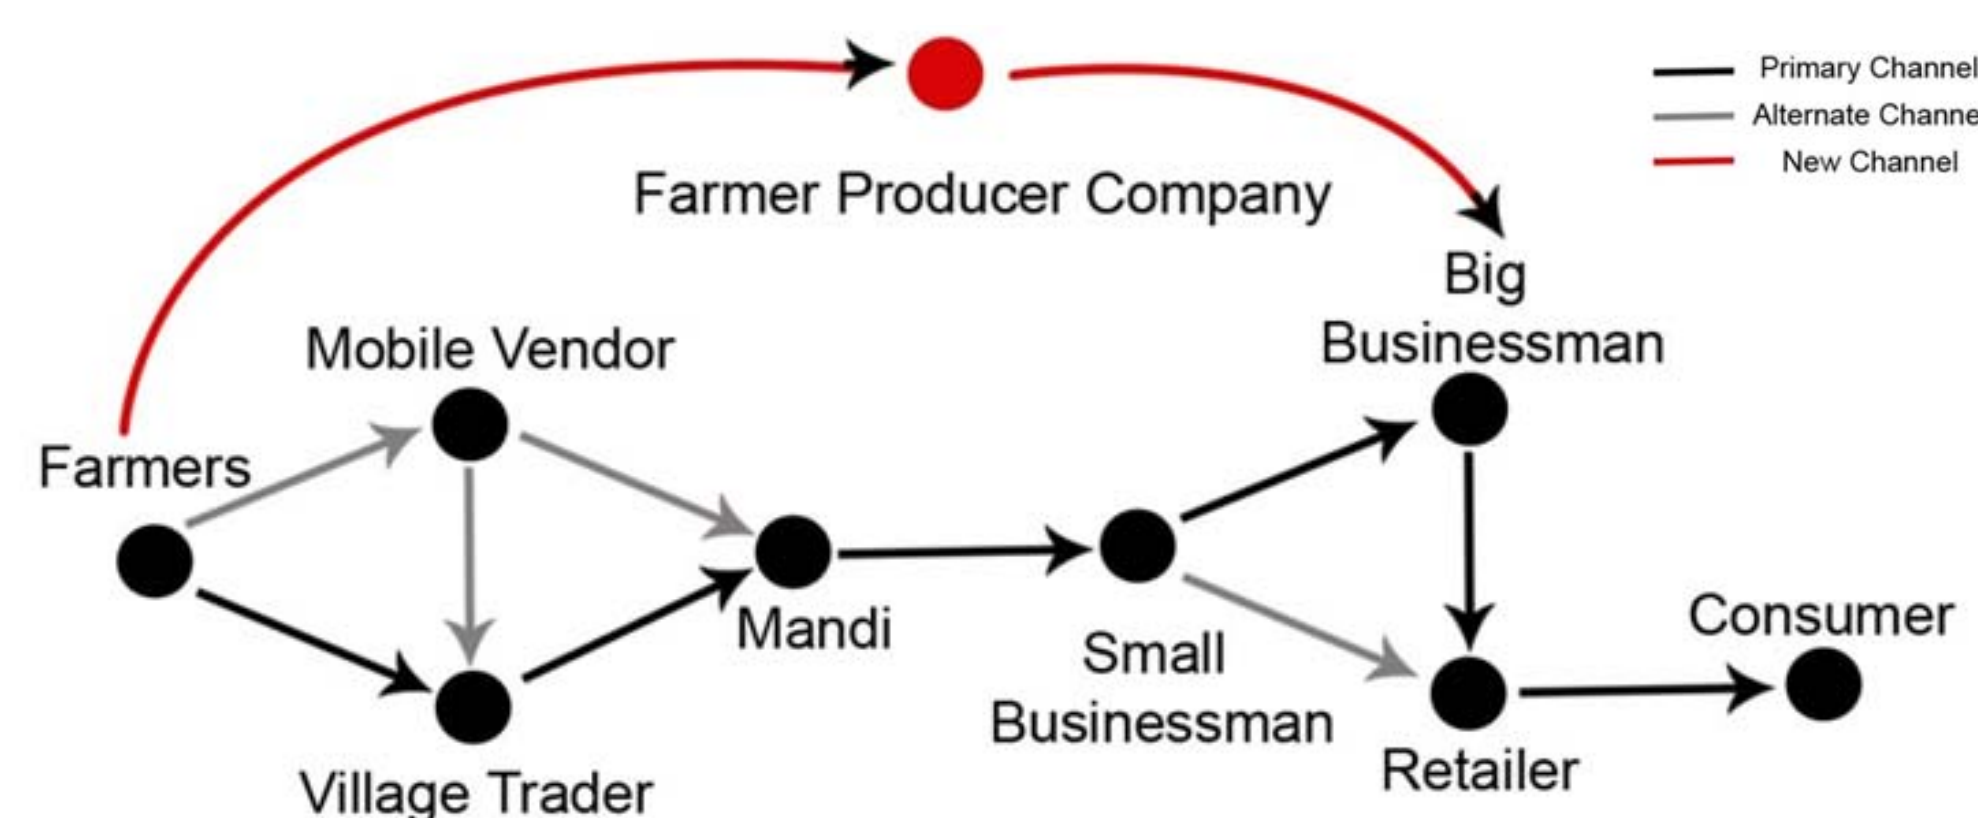 Primary Channel
Alternate Channe
New Channel
Farmer Producer Company
Big
Businessman
Mobile Vendor
Farmers
Mandi
Small
Businessman
Consumer
Retailer
Village Trader